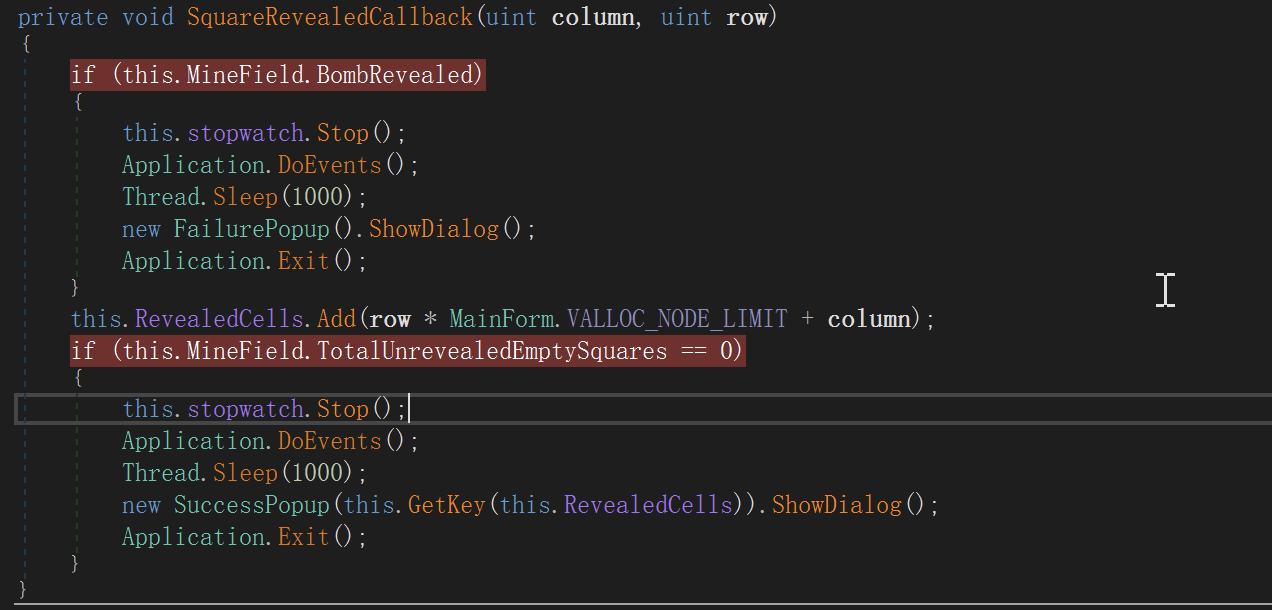 private void SquareRevealedCallback(uint column, uint row)
{
if (this.MineField.BombRevealed)
{
this.stopwatch.Stop();
Application.DoEvents();
Thread.Sleep(1000);
new FailurePopup().ShowDialog();
Application.Exit();
}
this.RevealedCells.Add(row * MainForm.VALLOC_NODE_LIMIT + column);
if (this.MineField.TotalUnrevealedEmptySquares == 0)
{
this.stopwatch.Stop();
Application.DoEvents();
Thread.Sleep(1000);
new SuccessPopup(this.GetKey(this.RevealedCells)).ShowDialog();
Application.Exit();
}
}